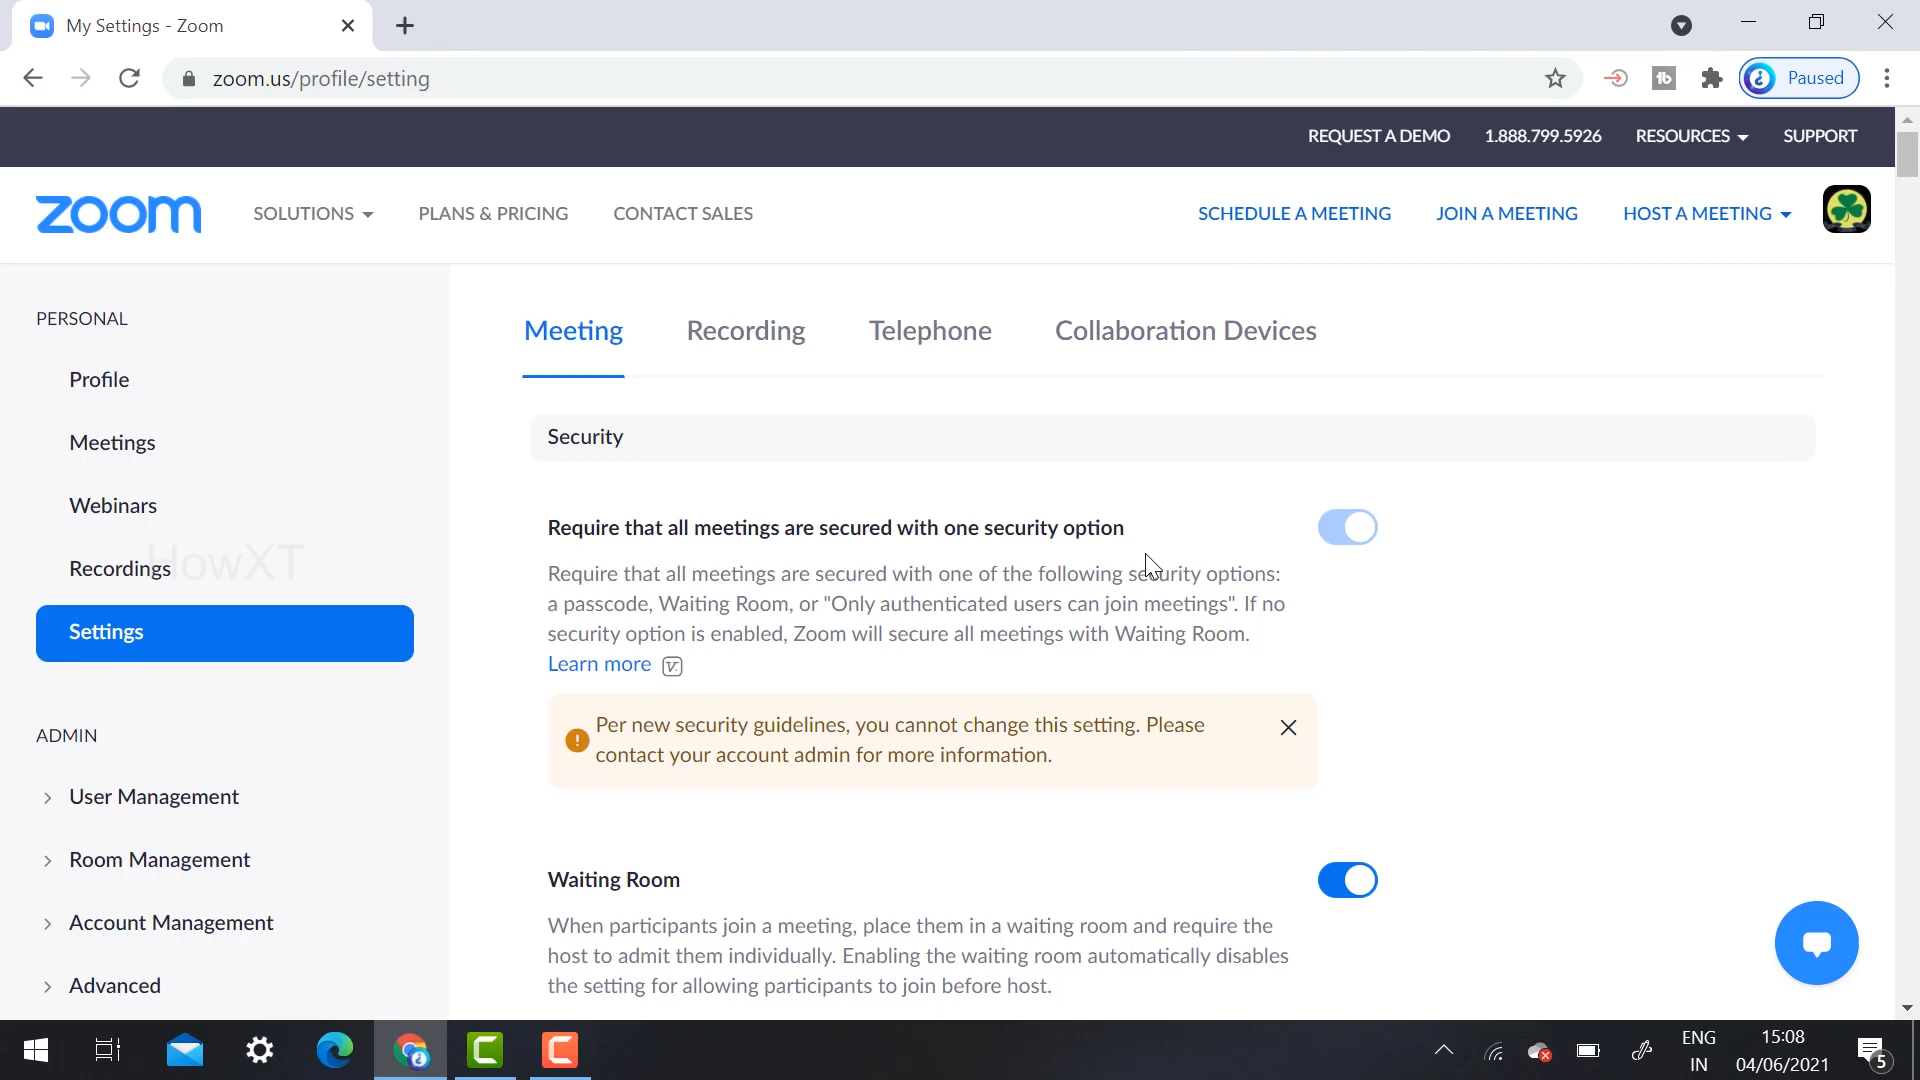 My Settings - Zoom
zoom.us/profile/setting
Paused
REQUEST A DEMO 1.888.799.5926 RESOURCES SUPPORT
zoom SOLUTIONS PLANS & PRICING CONTACT SALES SCHEDULE A MEETING JOIN A MEETING HOST A MEETING
PERSONAL
Profile
Meetings
Webinars
Recordings
HowXT
Settings
ADMIN
User Management
Room Management
Account Management
Advanced
Meeting Recording Telephone Collaboration Devices
Security
Require that all meetings are secured with one security option
Require that all meetings are secured with one of the following security options:
a passcode, Waiting Room, or "Only authenticated users can join meetings". If no
security option is enabled, Zoom will secure all meetings with Waiting Room.
Learn more
Per new security guidelines, you cannot change this setting. Please
contact your account admin for more information.
Waiting Room
When participants join a meeting, place them in a waiting room and require the
host to admit them individually. Enabling the waiting room automatically disables
the setting for allowing participants to join before host.
ENG
IN
15:08
04/06/2021
5